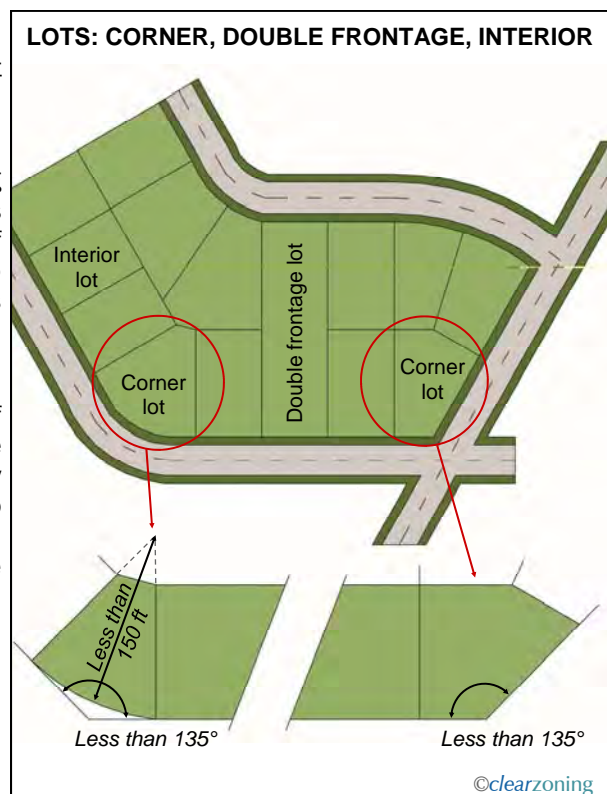 LOTS: CORNER, DOUBLE FRONTAGE, INTERIOR
Interior
lot
Double frontage lot
Corner
lot
Corner
lot
Less than
150 ft
Less than 135°
Less than 135°
©clearzoning